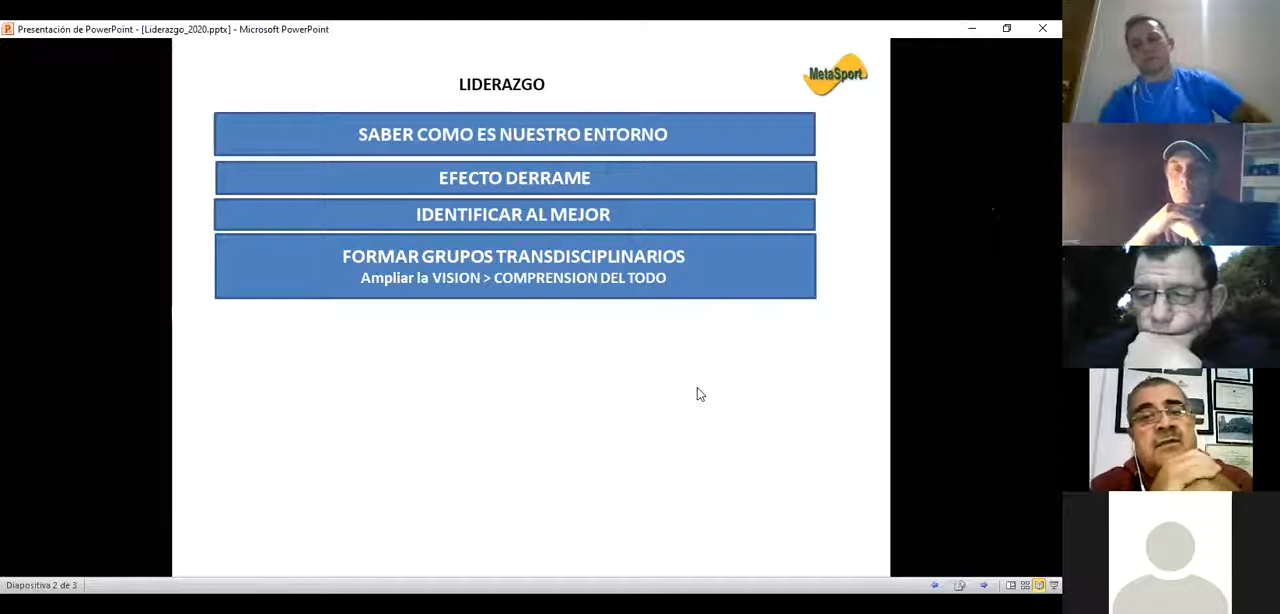 Presentación de PowerPoint - [Liderazgo_2020.pptx] - Microsoft PowerPoint
LIDERAZGO
MetaSport
SABER COMO ES NUESTRO ENTORNO
EFECTO DERRAME
IDENTIFICAR AL MEJOR
FORMAR GRUPOS TRANSDISCIPLINARIOS
Ampliar la VISION > COMPRENSION DEL TODO
Diapositiva 2 de 3